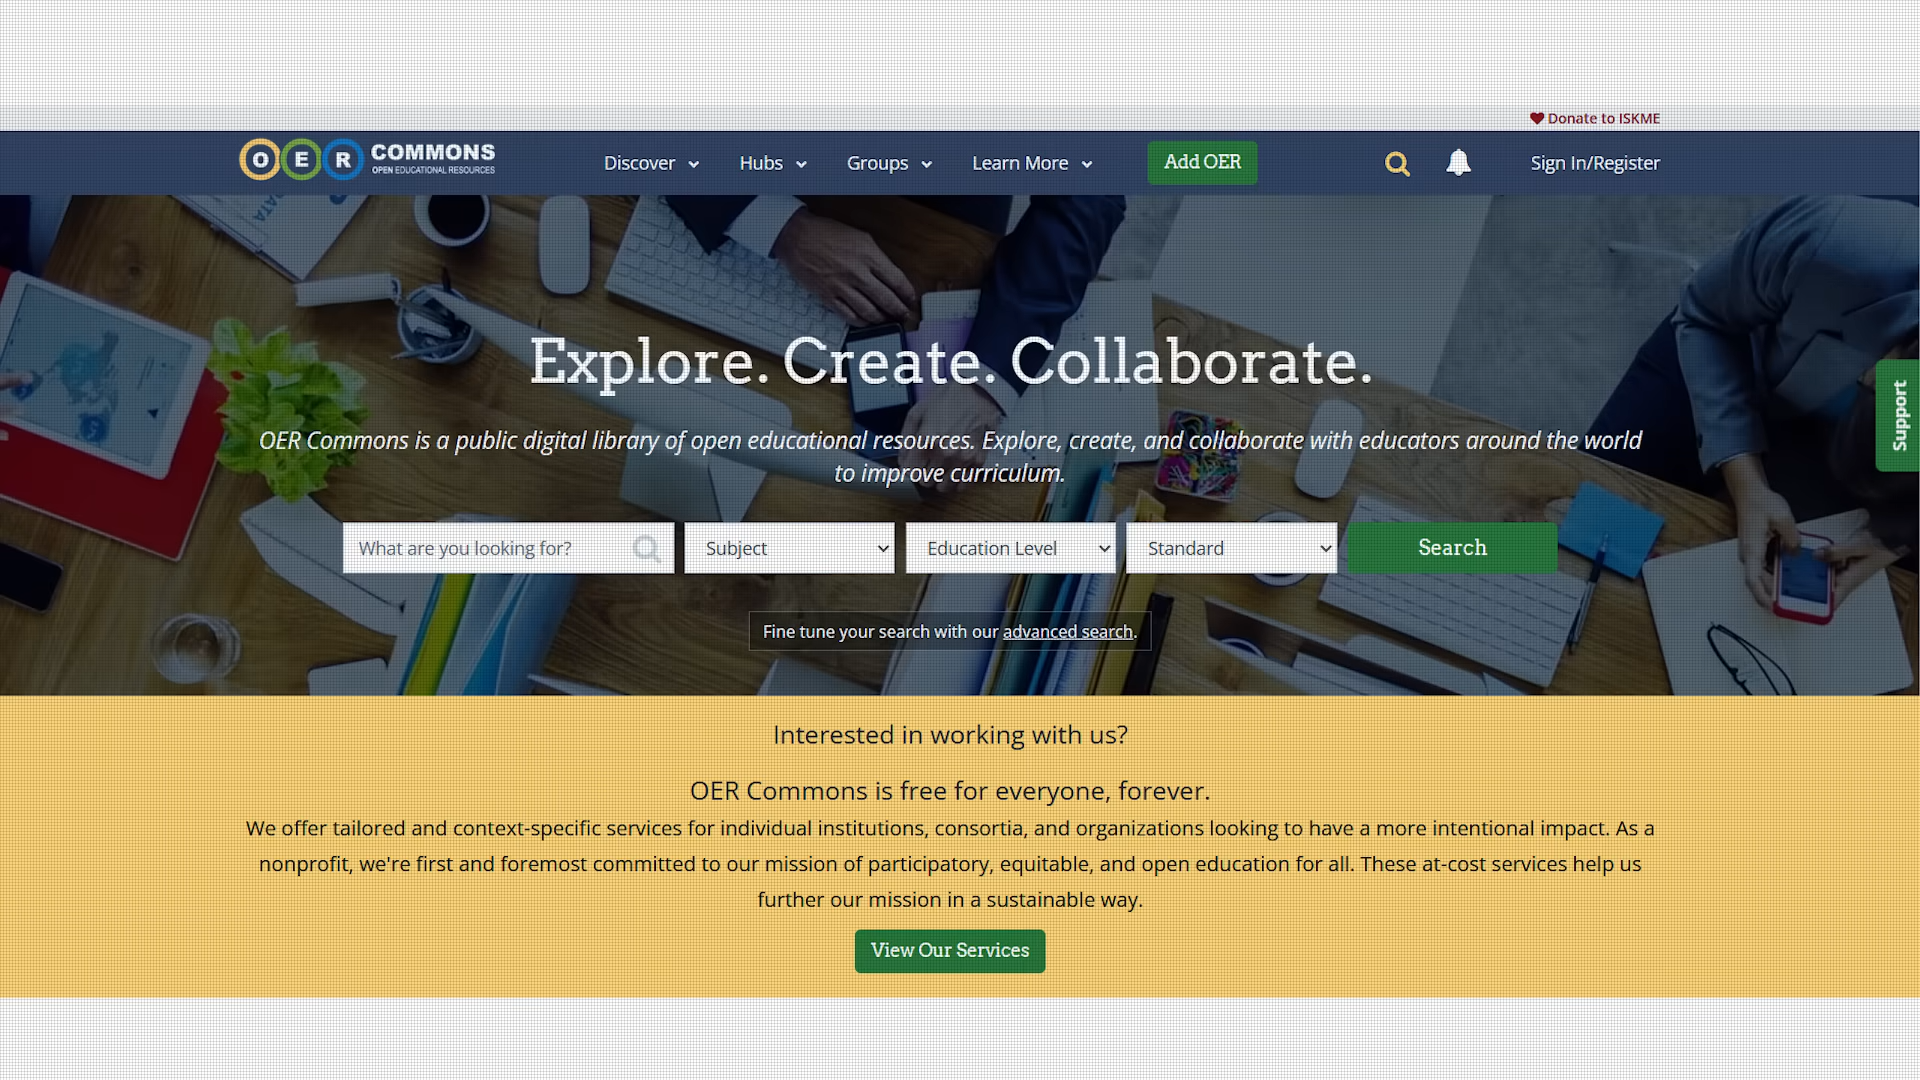 Donate to ISKME
O E R COMMONS
OPEN EDUCATIONAL RESOURCES
Discover Hubs Groups Learn More Add OER Sign In/Register
DATA
Explore. Create. Collaborate.
Support
OER Commons is a public digital library of open educational resources. Explore, create, and collaborate with educators around the world
to improve curriculum.
What are you looking for? Subject Education Level Standard Search
Fine tune your search with our advanced search.
Interested in working with us?
OER Commons is free for everyone, forever.
We offer tailored and context-specific services for individual institutions, consortia, and organizations looking to have a more intentional impact. As a
nonprofit, we're first and foremost committed to our mission of participatory, equitable, and open education for all. These at-cost services help us
further our mission in a sustainable way.
View Our Services